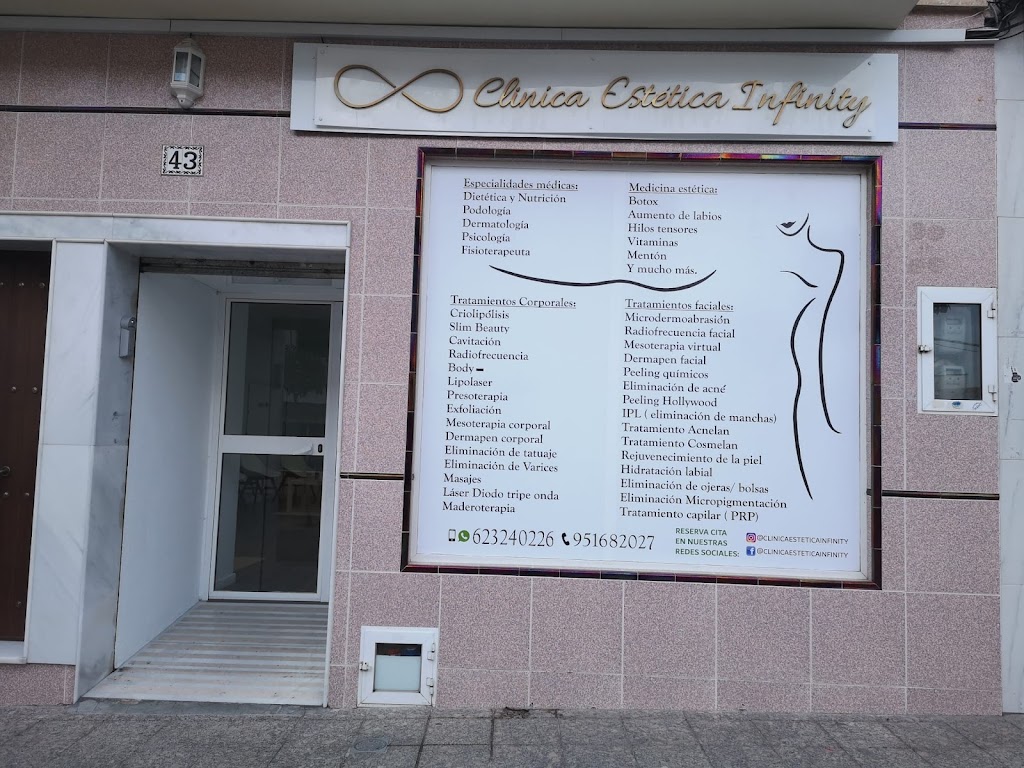 Clinica Estética Infinity
43
Especialidades médicas:
Dietética y Nutrición
Podología
Dermatología
Psicología
Fisioterapeuta
Medicina estética:
Botox
Aumento de labios
Hilos tensores
Vitaminas
Mentón
Y mucho más.
Tratamientos Corporales:
Criolipólisis
Slim Beauty
Cavitación
Radiofrecuencia
Body
Lipolaser
Presoterapia
Exfoliación
Mesoterapia corporal
Dermapen corporal
Eliminación de tatuaje
Eliminación de Varices
Masajes
Láser Diodo tripe onda
Maderoterapia
Tratamientos faciales:
Microdermoabrasión
Radiofrecuencia facial
Mesoterapia virtual
Dermapen facial
Peeling químicos
Eliminación de acné
Peeling Hollywood
IPL ( eliminación de manchas)
Tratamiento Acnelan
Tratamiento Cosmelan
Rejuvenecimiento de la piel
Hidratación labial
Eliminación de ojeras/ bolsas
Eliminación Micropigmentación
Tratamiento capilar ( PRP)
623240226 951682027
RESERVA CITA
EN NUESTRAS
REDES SOCIALES:
@CLINICAESTETICAINFINITY
@CLINICAESTETICAINFINITY